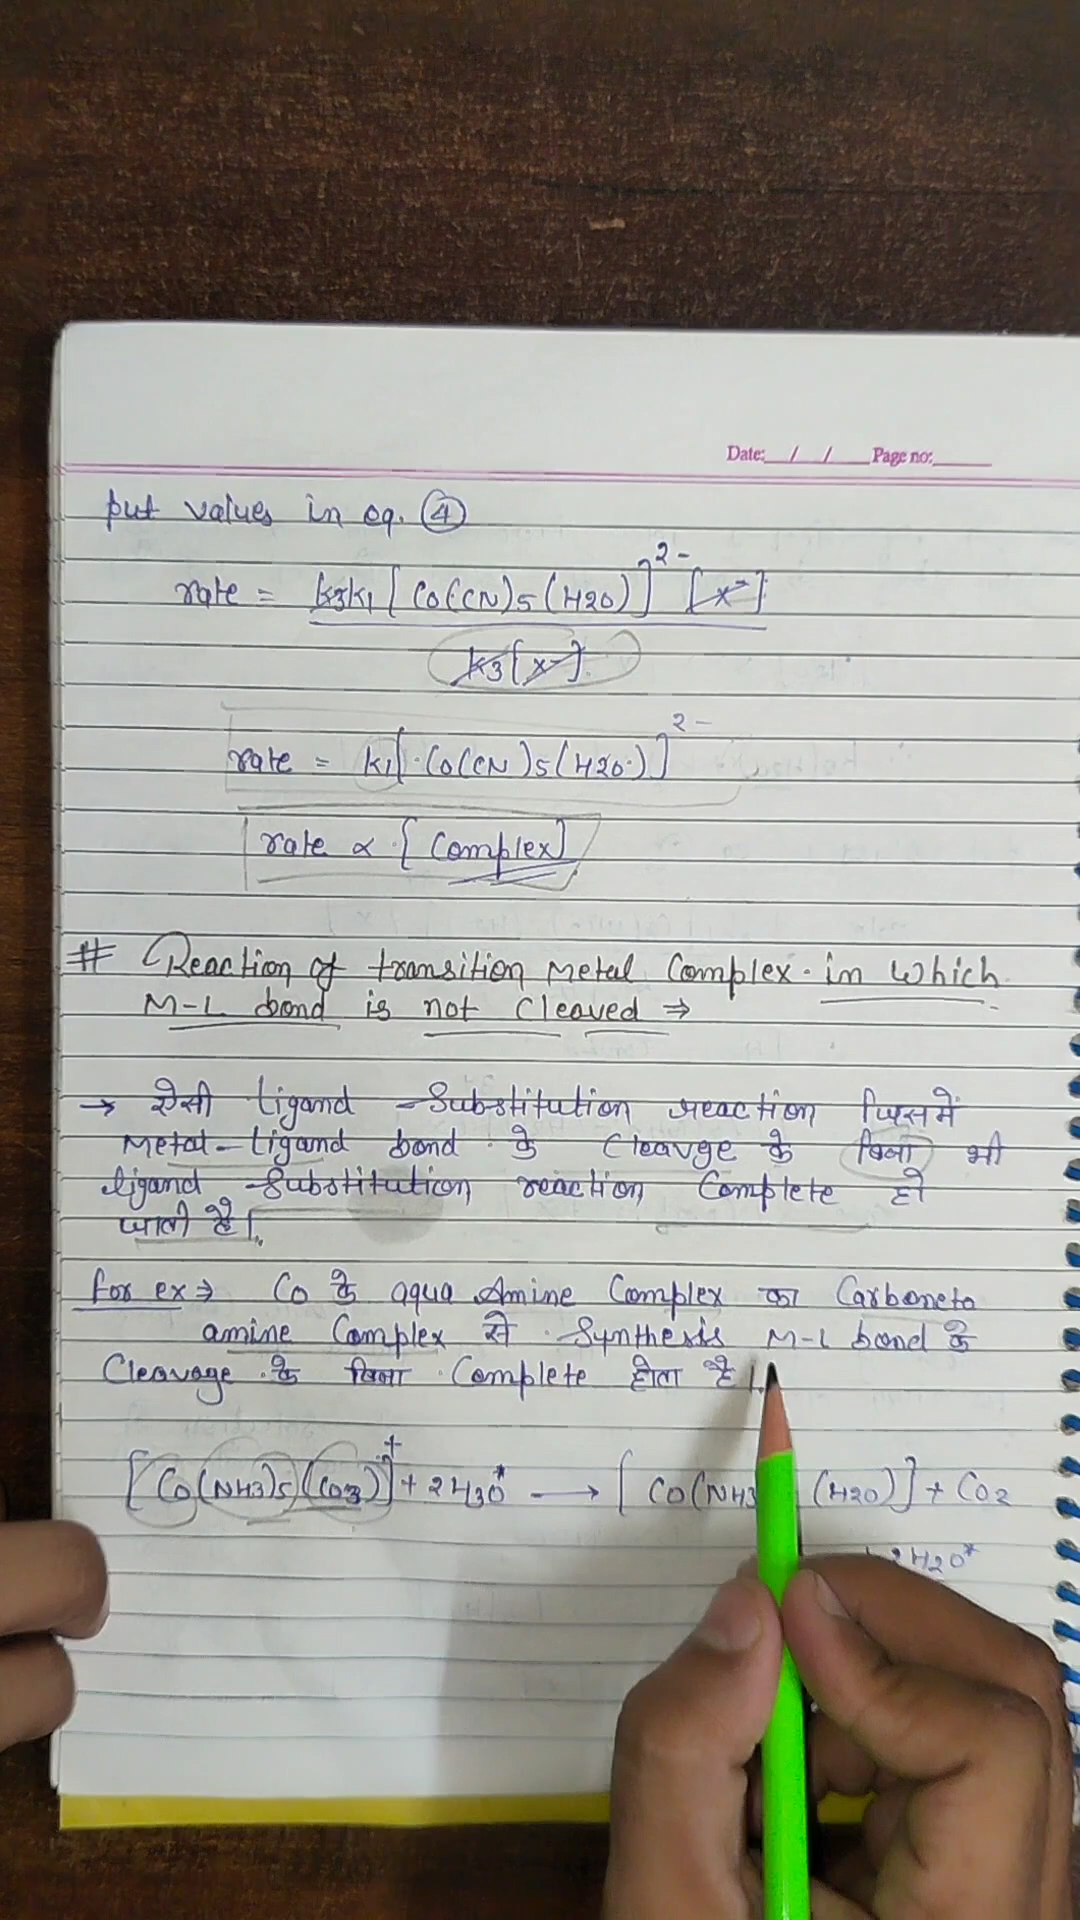 Date: / / Page no:
put values in eq. ④
rate = k3k1 [Co(CN)5(H2O)]2- [x-]
k3[x-]
rate = k1[Co(CN)5(H2O)]2-
rate ∝ [Complex]
# Reaction of transition Metal Complex in which
M-L bond is not Cleaved ⇒
→ ऐसी ligand Substitution reaction जिसमें
Metal-ligand bond के Cleavge के बिना भी
ligand Substitution reaction Complete हो
जाती है।
for ex ⇒ Co के aqua Amine Complex का Carboneto
amine Complex से Synthesis M-L bond के
Cleavage के बिना Complete होता है।
[Co(NH3)5(CO3)]+ + 2H3O* ⟶ [Co(NH3 (H2O)] + CO2
2H2O*